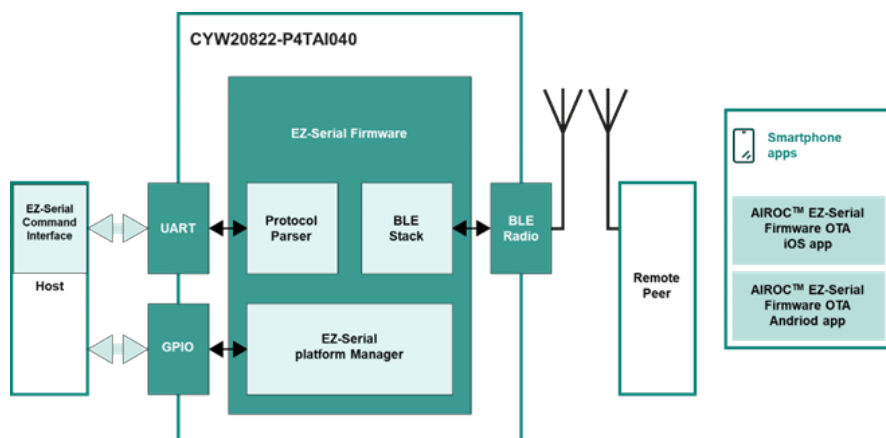 CYW20822-P4TAI040
EZ-Serial Firmware
EZ-Serial
Command
Interface
Host
UART
GPIO
Protocol
Parser
BLE
Stack
EZ-Serial
platform Manager
BLE
Radio
Remote
Peer
Smartphone
apps
AIROC™ EZ-Serial
Firmware OTA
iOS app
AIROC™ EZ-Serial
Firmware OTA
Andriod app